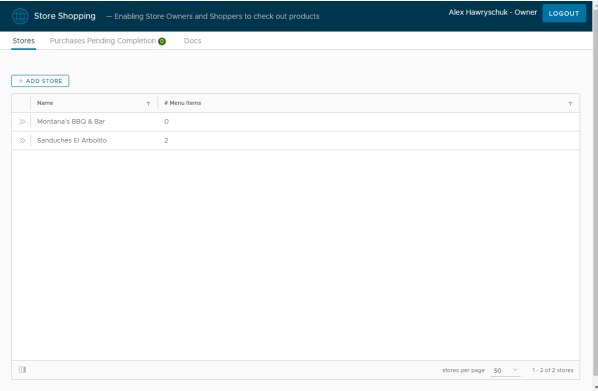 Store Shopping — Enabling Store Owners and Shoppers to check out products Alex Hawryschuk - Owner LOGOUT
Stores Purchases Pending Completion 0 Docs
+ ADD STORE
Name # Menu Items
Montana's BBQ & Bar 0
Sanduches El Arbolito 2
stores per page 50 1 - 2 of 2 stores